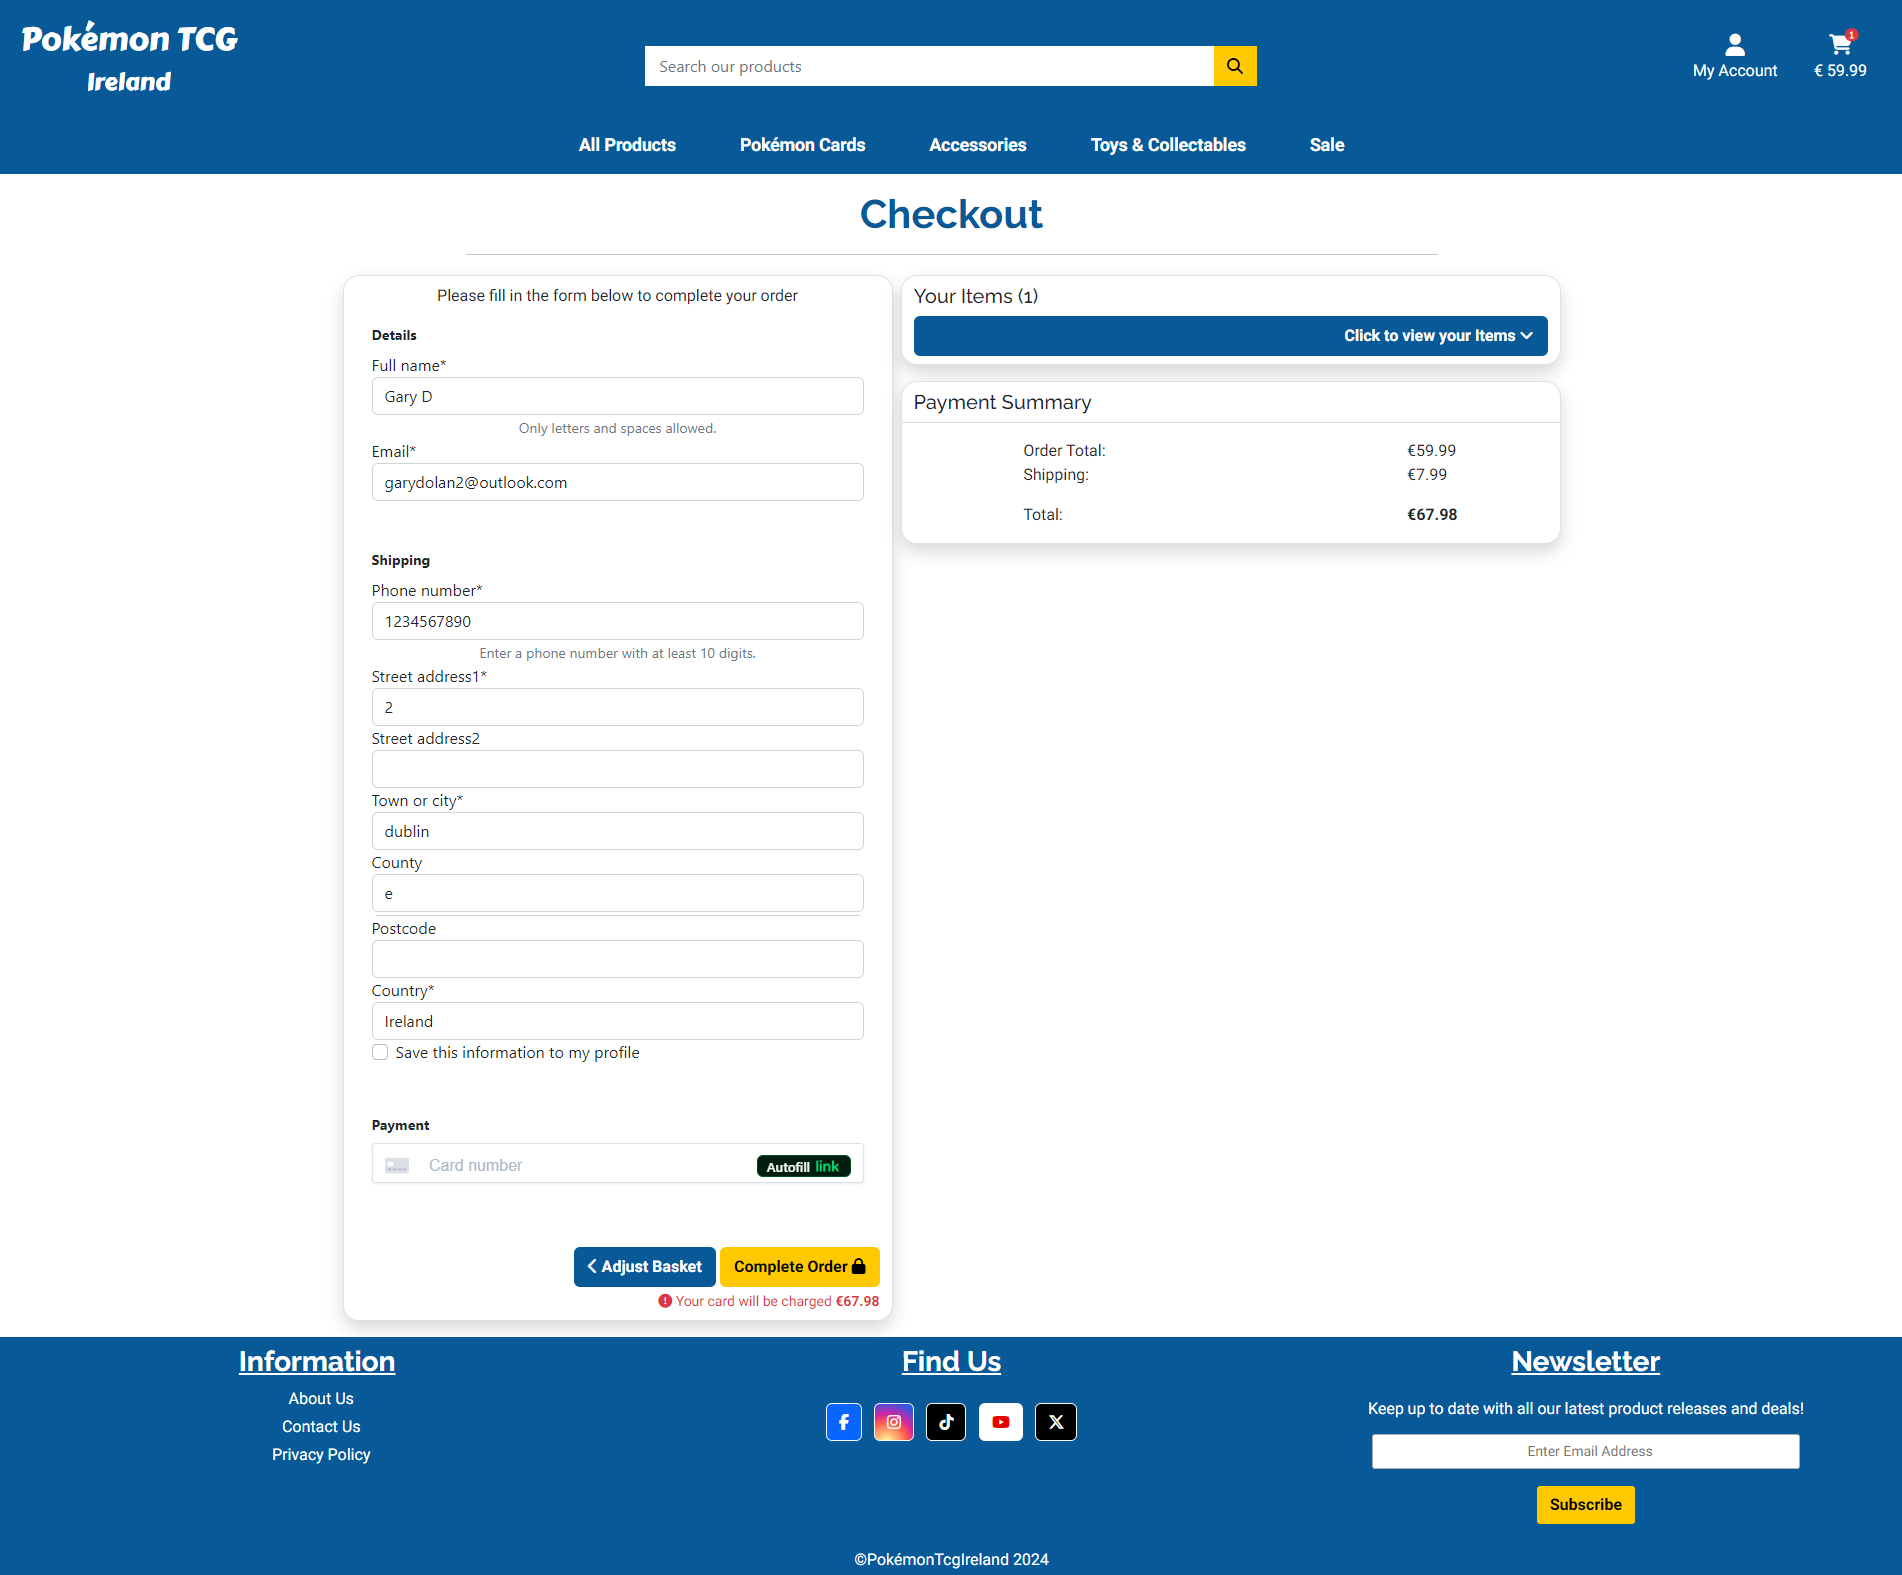 Pokémon TCG
Ireland
Search our products
My Account
1
€ 59.99
All Products
Pokémon Cards
Accessories
Toys & Collectables
Sale
Checkout
Please fill in the form below to complete your order
Details
Full name*
Gary D
Only letters and spaces allowed.
Email*
garydolan2@outlook.com
Shipping
Phone number*
1234567890
Enter a phone number with at least 10 digits.
Street address1*
2
Street address2
Town or city*
dublin
County
e
Postcode
Country*
Ireland
Save this information to my profile
Payment
Card number
Autofill link
Adjust Basket
Complete Order
Your card will be charged €67.98
Your Items (1)
Click to view your Items
Payment Summary
Order Total: €59.99
Shipping: €7.99
Total: €67.98
Information
About Us
Contact Us
Privacy Policy
Find Us
Newsletter
Keep up to date with all our latest product releases and deals!
Enter Email Address
Subscribe
©PokémonTcgIreland 2024